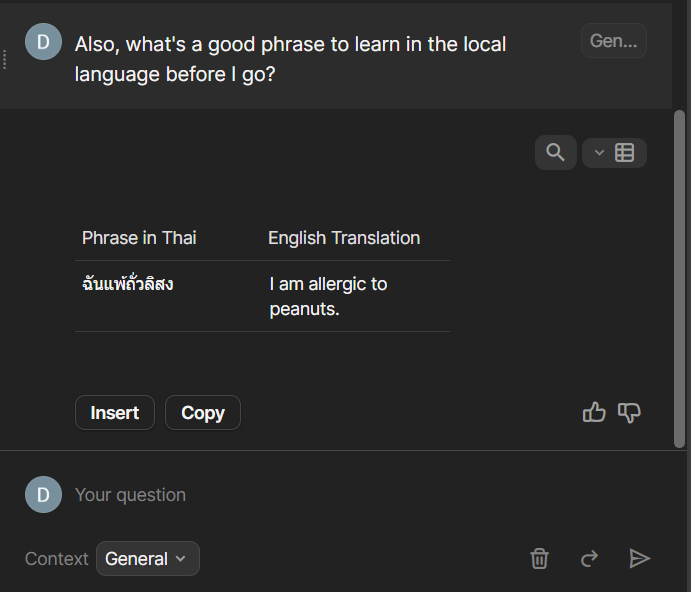 D
Also, what's a good phrase to learn in the local
language before I go?
Gen...
Phrase in Thai
English Translation
ฉันแพ้ถั่วลิสง
I am allergic to
peanuts.
Insert
Copy
D
Your question
Context
General